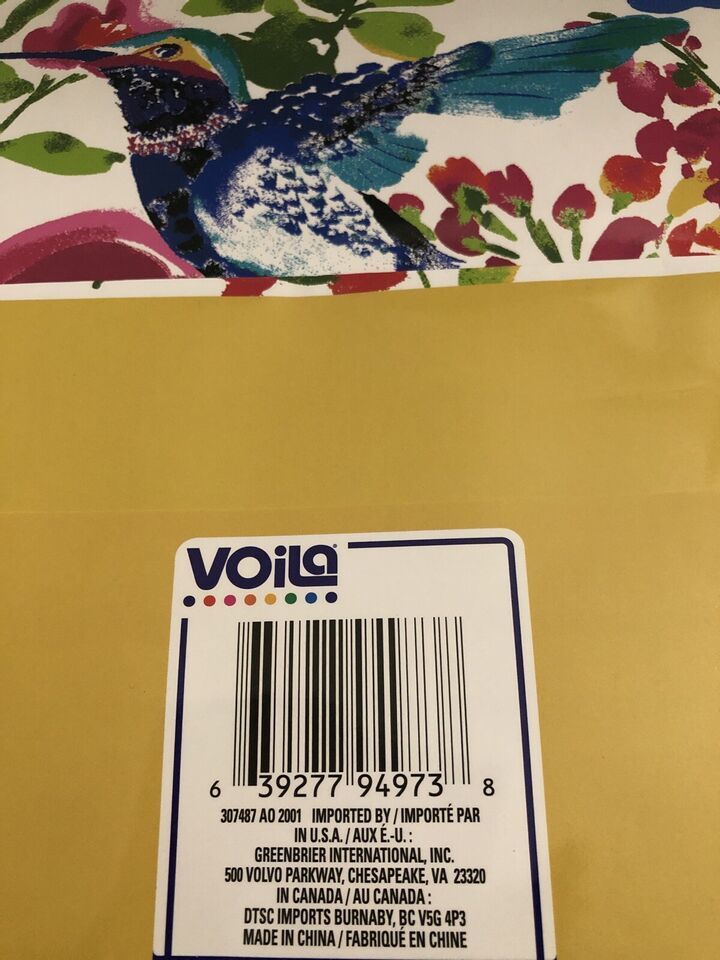 VOiLa®
6 39277 94973 8
307487 AO 2001 IMPORTED BY / IMPORTÉ PAR
IN U.S.A. / AUX É.-U. :
GREENBRIER INTERNATIONAL, INC.
500 VOLVO PARKWAY, CHESAPEAKE, VA 23320
IN CANADA / AU CANADA :
DTSC IMPORTS BURNABY, BC V5G 4P3
MADE IN CHINA / FABRIQUÉ EN CHINE